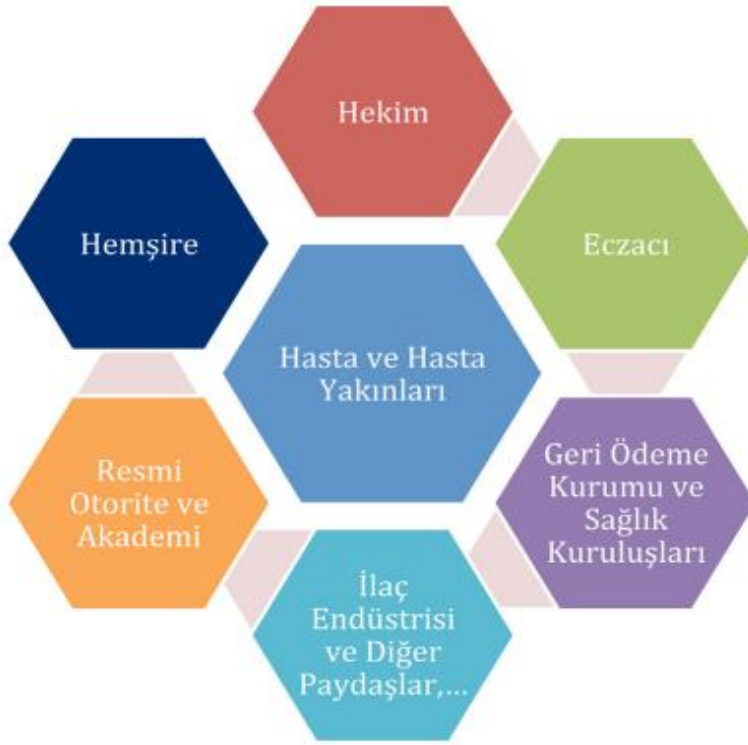 Hekim
Hemşire
Eczacı
Hasta ve Hasta
Yakınları
Resmi
Otorite ve
Akademi
Geri Ödeme
Kurumu ve
Sağlık
Kuruluşları
İlaç
Endüstrisi
ve Diğer
Paydaşlar,...